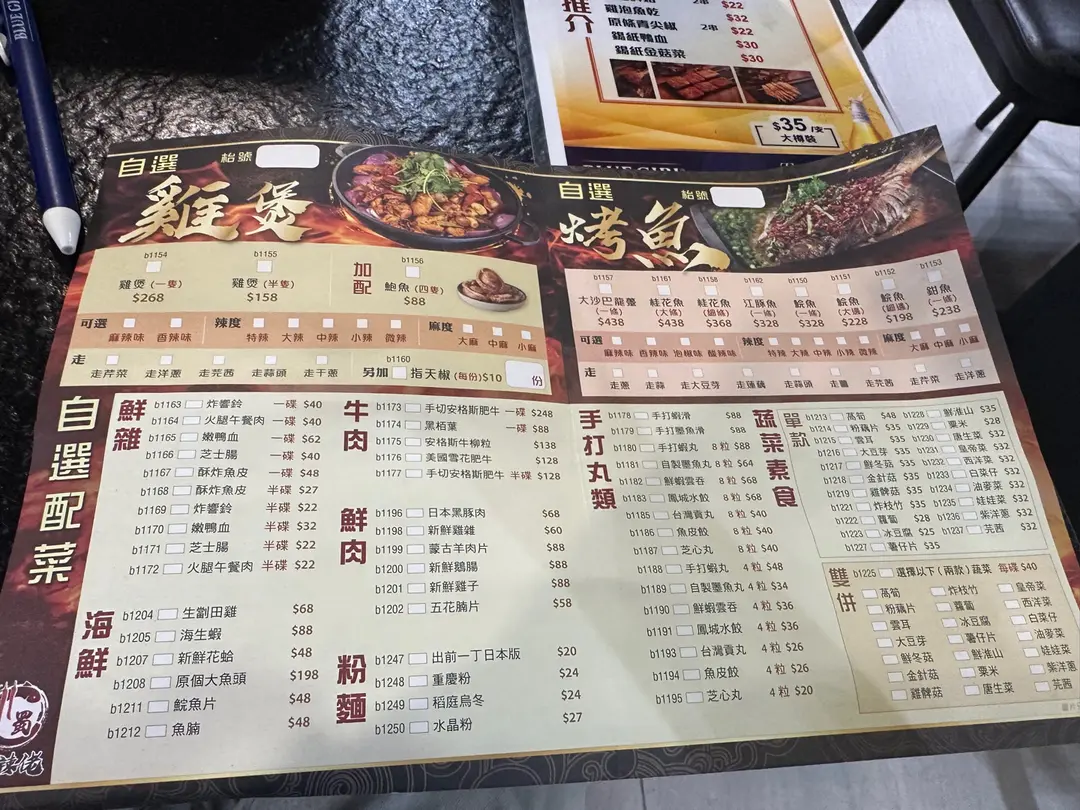 BLUE GIRL
推介
2串 $22
雞泡魚乾 $32
原條青尖椒 2串 $22
錫紙鴨血 $30
錫紙金菇菜 $30
$35/支
大樽裝
BLUE GIRL
自選
枱號
雞煲
b1154
雞煲(一隻)
$268
b1155
雞煲(半隻)
$158
加配
b1156
鮑魚(四隻)
$88
可選 麻辣味 香辣味
辣度 特辣 大辣 中辣 小辣 微辣
麻度 大麻 中麻 小麻
走 走芹菜 走洋蔥 走芫茜 走蒜頭 走干蔥
另加 b1160 指天椒(每份)$10 份
自選
枱號
烤魚
b1157
大沙巴龍躉
(一條)
$438
b1161
桂花魚
(大條)
$438
b1158
桂花魚
(細條)
$368
b1162
江豚魚
(一條)
$328
b1150
鯇魚
(一條)
$328
b1151
鯇魚
(大邊)
$228
b1152
鯇魚
(細邊)
$198
b1153
鉗魚
(一條)
$238
可選 麻辣味 香辣味 泡椒味 酸辣味
辣度 特辣 大辣 中辣 小辣 微辣
麻度 大麻 中麻 小麻
走 走蔥 走蒜 走大豆芽 走蓮藕 走蒜頭 走薑 走芫茜 走芹菜 走洋蔥
自選配菜
鮮雜
b1163 炸響鈴 一碟 $40
b1164 火腿午餐肉 一碟 $40
b1165 嫩鴨血 一碟 $62
b1166 芝士腸 一碟 $40
b1167 酥炸魚皮 一碟 $48
b1168 酥炸魚皮 半碟 $27
b1169 炸響鈴 半碟 $22
b1170 嫩鴨血 半碟 $32
b1171 芝士腸 半碟 $22
b1172 火腿午餐肉 半碟 $22
海鮮
b1204 生劏田雞 $68
b1205 海生蝦 $88
b1207 新鮮花蛤 $48
b1208 原個大魚頭 $198
b1211 鯇魚片 $48
b1212 魚腩 $48
牛肉
b1173 手切安格斯肥牛 一碟 $248
b1174 黑栢葉 一碟 $88
b1175 安格斯牛柳粒 $138
b1176 美國雪花肥牛 $128
b1177 手切安格斯肥牛 半碟 $128
鮮肉
b1196 日本黑豚肉 $68
b1198 新鮮雞雜 $60
b1199 蒙古羊肉片 $88
b1200 新鮮鵝腸 $88
b1201 新鮮雞子 $88
b1202 五花腩片 $58
粉麵
b1247 出前一丁日本版 $20
b1248 重慶粉 $24
b1249 稻庭烏冬 $24
b1250 水晶粉 $27
手打丸類
b1178 手打蝦滑 $88
b1179 手打墨魚滑 $88
b1180 手打蝦丸 8粒 $88
b1181 自製墨魚丸 8粒 $64
b1182 鮮蝦雲吞 8粒 $68
b1183 鳳城水餃 8粒 $68
b1185 台灣貢丸 8粒 $40
b1186 魚皮餃 8粒 $40
b1187 芝心丸 8粒 $40
b1188 手打蝦丸 4粒 $48
b1189 自製墨魚丸 4粒 $34
b1190 鮮蝦雲吞 4粒 $36
b1191 鳳城水餃 4粒 $36
b1193 台灣貢丸 4粒 $26
b1194 魚皮餃 4粒 $26
b1195 芝心丸 4粒 $20
蔬菜素食
單款
b1213 萵筍 $48
b1214 粉藕片 $35
b1215 雲耳 $35
b1216 大豆芽 $35
b1217 鮮冬菇 $35
b1218 金針菇 $35
b1219 雞髀菇 $35
b1221 炸枝竹 $35
b1222 蘿蔔 $28
b1223 冰豆腐 $25
b1227 薯仔片 $35
b1228 鮮淮山 $35
b1229 粟米 $28
b1230 唐生菜 $32
b1231 皇帝菜 $32
b1232 西洋菜 $32
b1233 白菜仔 $32
b1234 油麥菜 $32
b1235 娃娃菜 $32
b1236 紫洋蔥 $32
b1237 芫茜 $32
雙併
b1225 選擇以下(兩款)蔬菜 每碟 $40
萵筍 炸枝竹 皇帝菜
粉藕片 蘿蔔 西洋菜
雲耳 冰豆腐 白菜仔
大豆芽 薯仔片 油麥菜
鮮冬菇 鮮淮山 娃娃菜
金針菇 粟米 紫洋蔥
雞髀菇 唐生菜 芫茜
蜀